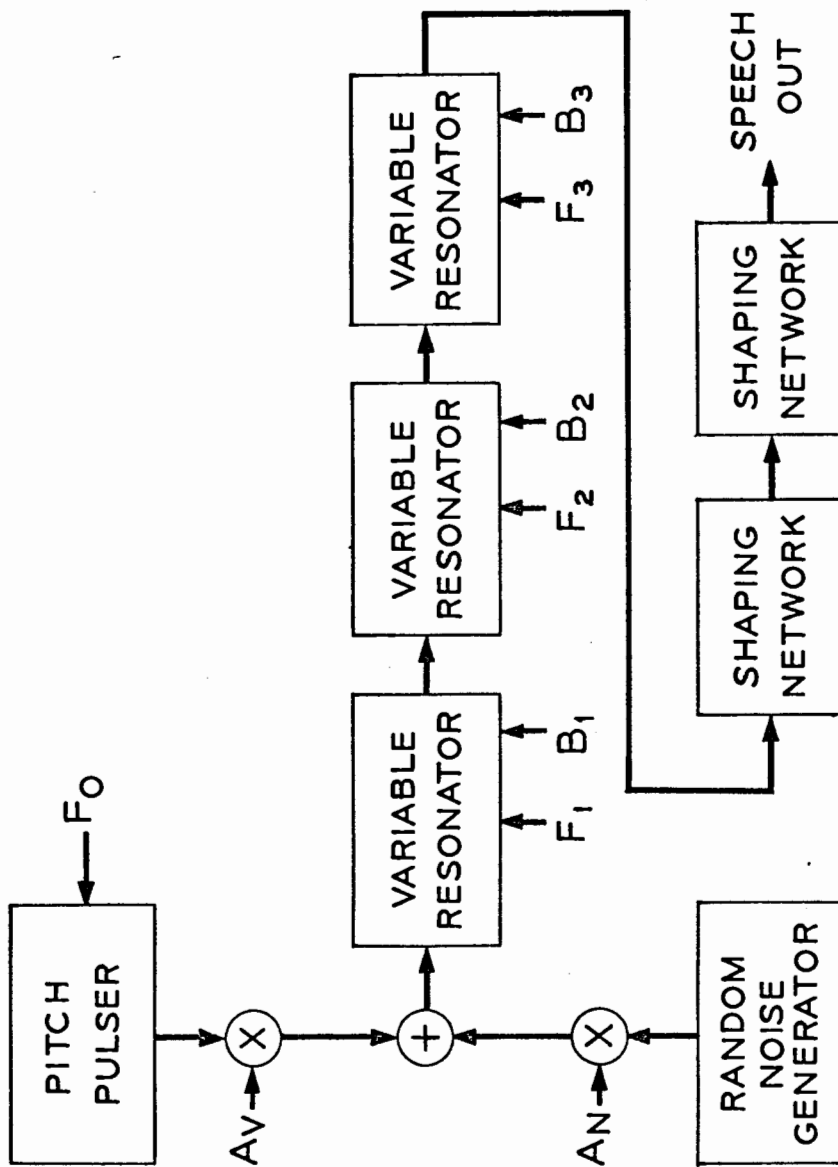 PITCH
PULSER
F0
AV
X
+
AN
X
RANDOM
NOISE
GENERATOR
VARIABLE
RESONATOR
F1
B1
VARIABLE
RESONATOR
F2
B2
VARIABLE
RESONATOR
F3
B3
SHAPING
NETWORK
SHAPING
NETWORK
SPEECH
OUT